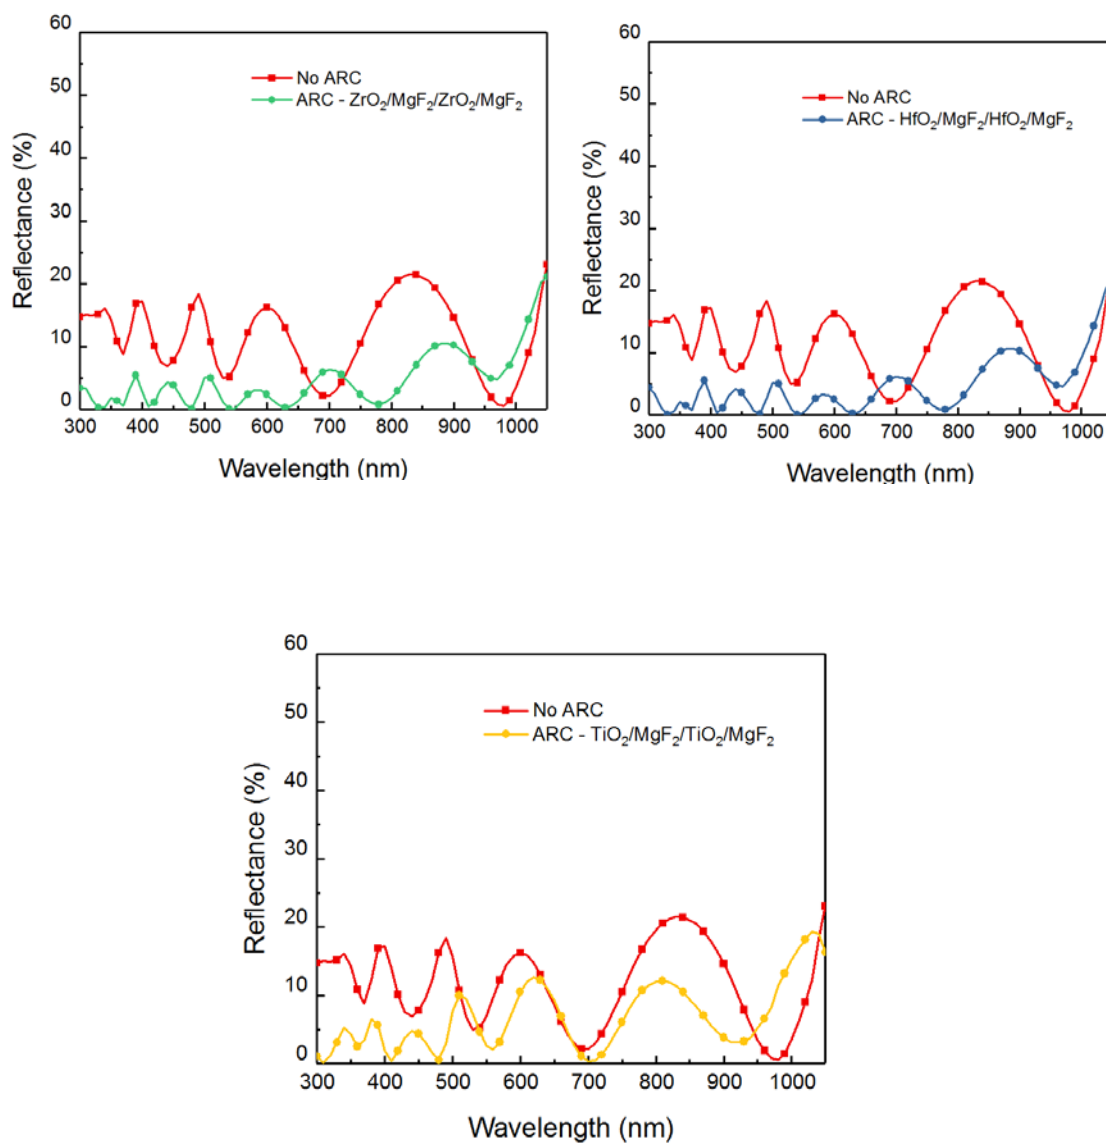 60
50
40
30
20
10
0
Reflectance (%)
No ARC
ARC - ZrO₂/MgF₂/ZrO₂/MgF₂
300 400 500 600 700 800 900 1000
Wavelength (nm)
60
50
40
30
20
10
0
Reflectance (%)
No ARC
ARC - HfO₂/MgF₂/HfO₂/MgF₂
300 400 500 600 700 800 900 1000
Wavelength (nm)
60
50
40
30
20
10
0
Reflectance (%)
No ARC
ARC - TiO₂/MgF₂/TiO₂/MgF₂
300 400 500 600 700 800 900 1000
Wavelength (nm)